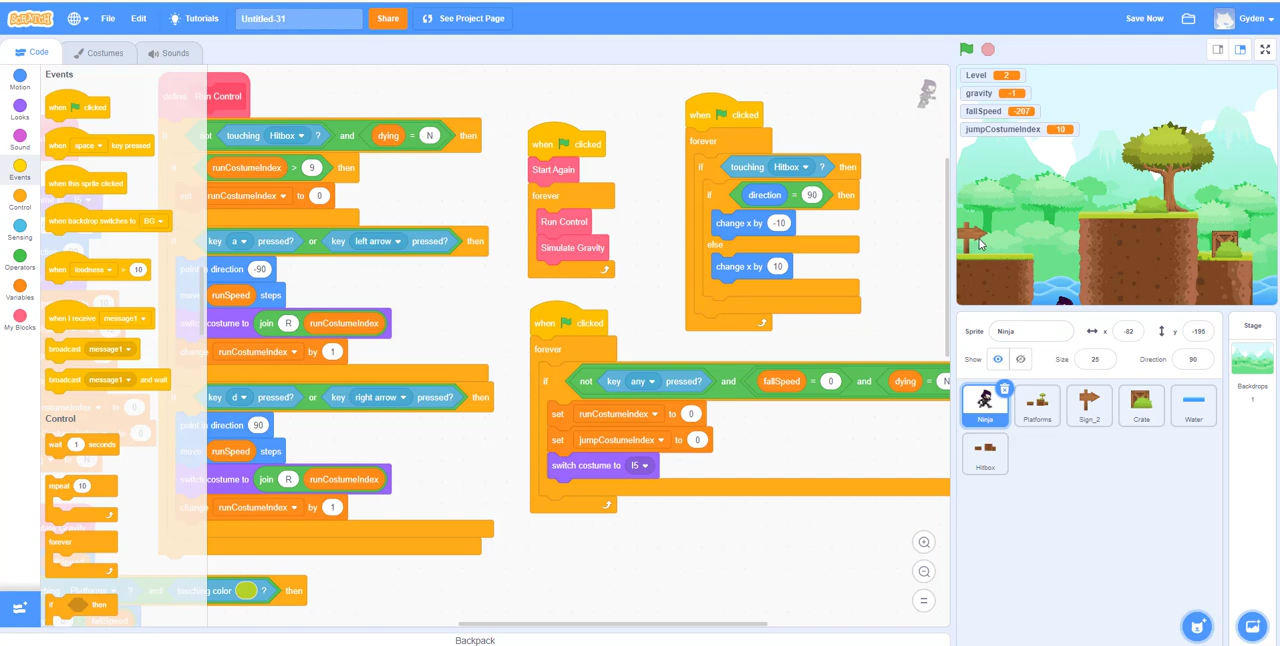 SCRATCH File Edit Tutorials Untitled-31 Share See Project Page Save Now Gyden
Code Costumes Sounds
Motion
Looks
Sound
Events
Control
Sensing
Operators
Variables
My Blocks
Events
when clicked
when space key pressed
when this sprite clicked
when backdrop switches to BG
when loudness > 10
when I receive message1
broadcast message1
broadcast message1 and wait
Control
wait 1 seconds
repeat 10
forever
if then
Run Control
touching Hitbox ? and dying = N then
runCostumeIndex > 9 then
runCostumeIndex to 0
key a pressed? or key left arrow pressed? then
direction -90
runSpeed steps
costume to join R runCostumeIndex
runCostumeIndex by 1
key d pressed? or key right arrow pressed? then
direction 90
runSpeed steps
costume to join R runCostumeIndex
runCostumeIndex by 1
? and touching color ? then
when clicked
Start Again
forever
Run Control
Simulate Gravity
when clicked
forever
if touching Hitbox ? then
if direction = 90 then
change x by -10
else
change x by 10
when clicked
forever
if not key any pressed? and fallSpeed = 0 and dying = N
set runCostumeIndex to 0
set jumpCostumeIndex to 0
switch costume to I5
Level 2
gravity -1
fallSpeed -207
jumpCostumeIndex 10
Sprite Ninja x -82 y -195
Show Size 25 Direction 90
Ninja Platforms Sign_2 Crate Water
Hitbox
Stage
Backdrops
1
Backpack